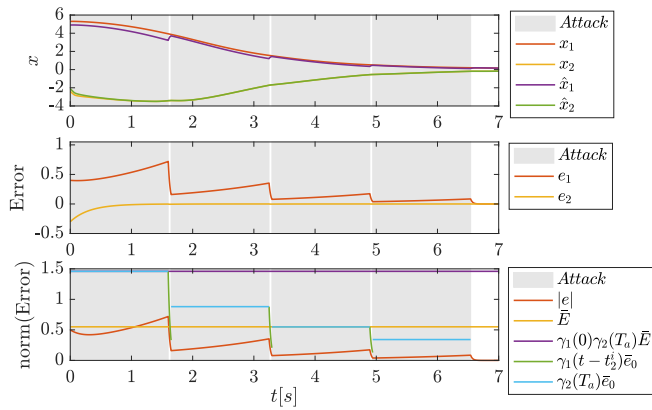 6
4
2
0
-2
-4
x
0
1
2
3
4
5
6
7
Attack
x₁
x₂
x̂₁
x̂₂
1
0.5
0
-0.5
Error
0
1
2
3
4
5
6
7
Attack
e₁
e₂
1.5
1
0.5
0
norm(Error)
0
1
2
3
4
5
6
7
t[s]
Attack
|e|
Ē
γ₁(0)γ₂(Tₐ)Ē
γ₁(t − t₂ⁱ)ē₀
γ₂(Tₐ)ē₀